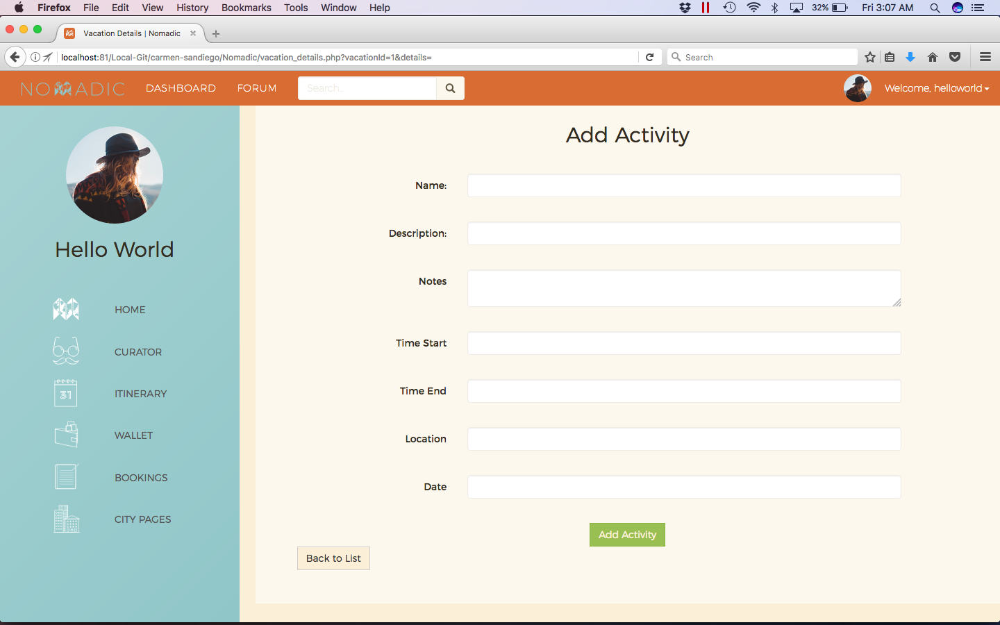 Firefox File Edit View History Bookmarks Tools Window Help 32% Fri 3:07 AM
Vacation Details | Nomadic
localhost:81/Local-Git/carmen-sandiego/Nomadic/vacation_details.php?vacationId=1&details= Search
NOMADIC DASHBOARD FORUM Search... Welcome, helloworld
Hello World
HOME
CURATOR
31 ITINERARY
WALLET
BOOKINGS
CITY PAGES
Add Activity
Name:
Description:
Notes
Time Start
Time End
Location
Date
Add Activity
Back to List